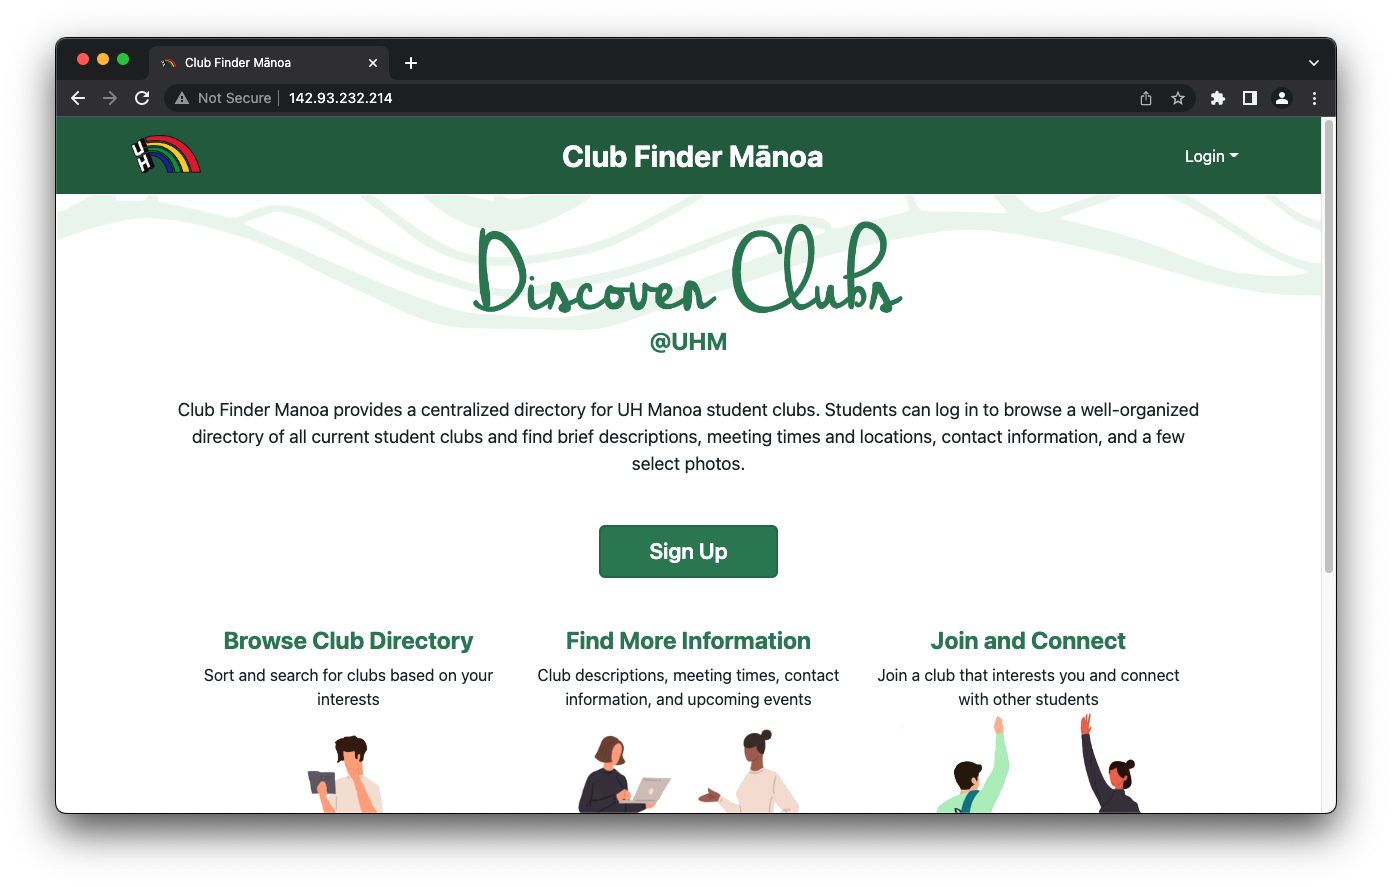 Club Finder Mānoa
Not Secure 142.93.232.214
UH
Club Finder Mānoa
Login
Discover Clubs
@UHM
Club Finder Manoa provides a centralized directory for UH Manoa student clubs. Students can log in to browse a well-organized
directory of all current student clubs and find brief descriptions, meeting times and locations, contact information, and a few
select photos.
Sign Up
Browse Club Directory
Sort and search for clubs based on your
interests
Find More Information
Club descriptions, meeting times, contact
information, and upcoming events
Join and Connect
Join a club that interests you and connect
with other students